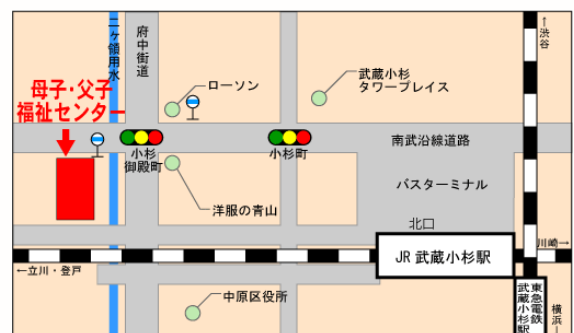 二ヶ領用水
府中街道
↑渋谷
ローソン
武蔵小杉
タワープレイス
母子・父子
福祉センター
小杉
御殿町
小杉町
南武沿線道路
バスターミナル
洋服の青山
北口
JR 武蔵小杉駅
川崎→
←立川・登戸
中原区役所
東急電鉄
武蔵小杉駅
横浜